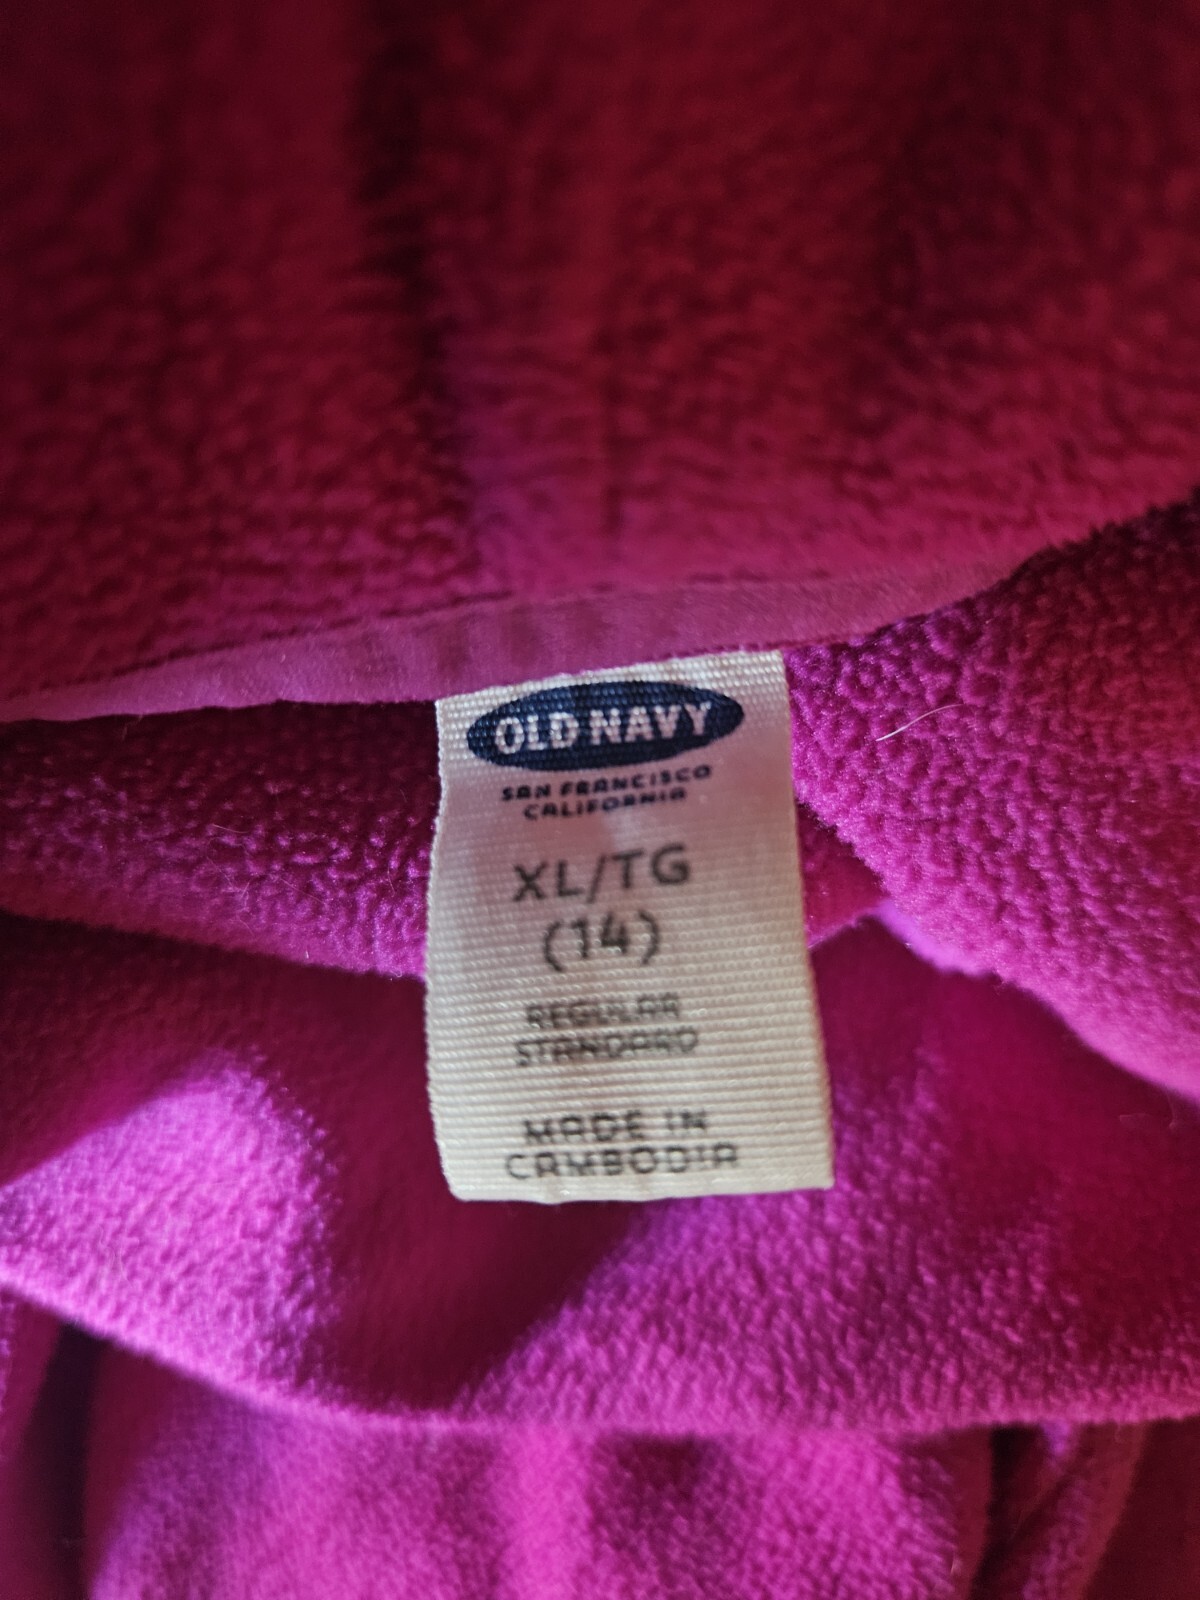 OLD NAVY
SAN FRANCISCO
CALIFORNIA
XL/TG
(14)
REGULAR
STANDARD
MADE IN
CAMBODIA